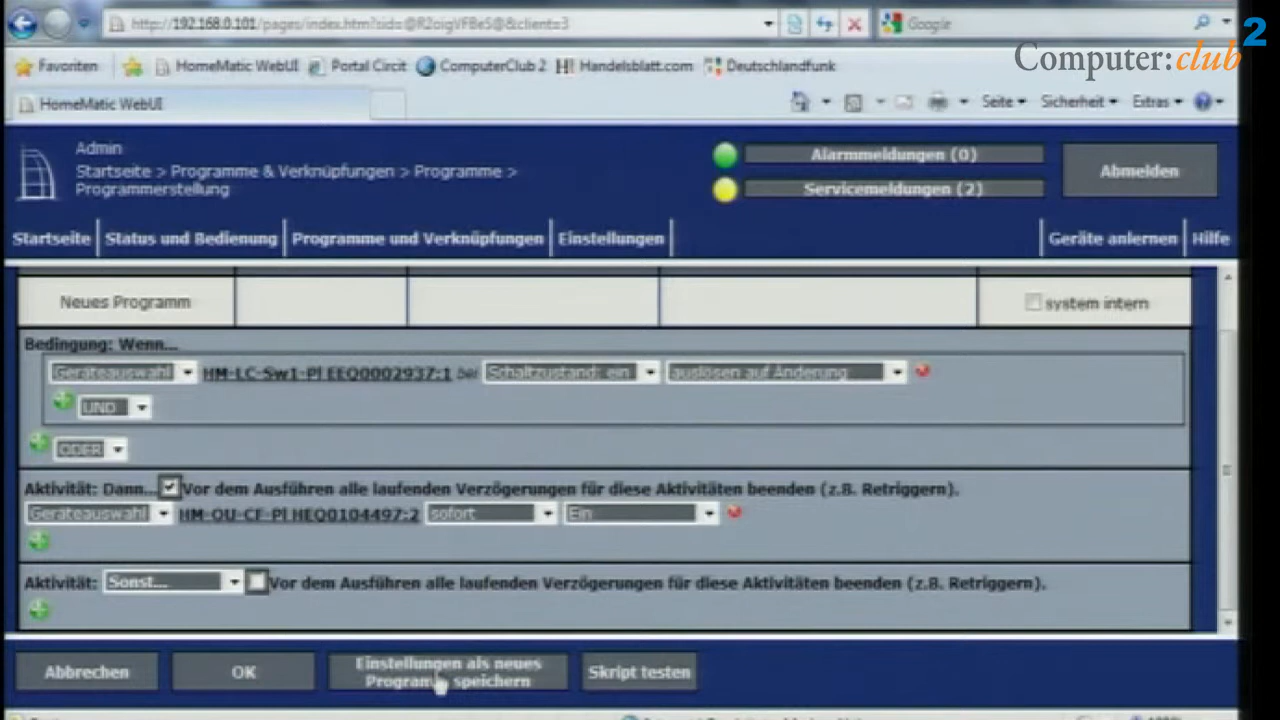 http://192.168.0.101/pages/index.htm?sid=@R2oigVFBeS@&client=3
Google
Computer:club2
Favoriten HomeMatic WebUI Portal Circit ComputerClub 2 Handelsblatt.com Deutschlandfunk
HomeMatic WebUI Seite Sicherheit Extras
Admin
Startseite > Programme & Verknüpfungen > Programme >
Programmerstellung
Alarmmeldungen (0)
Servicemeldungen (2)
Abmelden
Startseite Status und Bedienung Programme und Verknüpfungen Einstellungen Geräte anlernen Hilfe
Neues Programm system intern
Bedingung: Wenn...
Geräteauswahl HM-LC-Sw1-Pl EEQ0002937:1 bei Schaltzustand: ein auslösen auf Änderung
UND
ODER
Aktivität: Dann... Vor dem Ausführen alle laufenden Verzögerungen für diese Aktivitäten beenden (z.B. Retriggern).
Geräteauswahl HM-OU-CF-Pl HEQ0104497:2 sofort Ein
Aktivität: Sonst... Vor dem Ausführen alle laufenden Verzögerungen für diese Aktivitäten beenden (z.B. Retriggern).
Abbrechen OK Einstellungen als neues
Programm speichern Skript testen